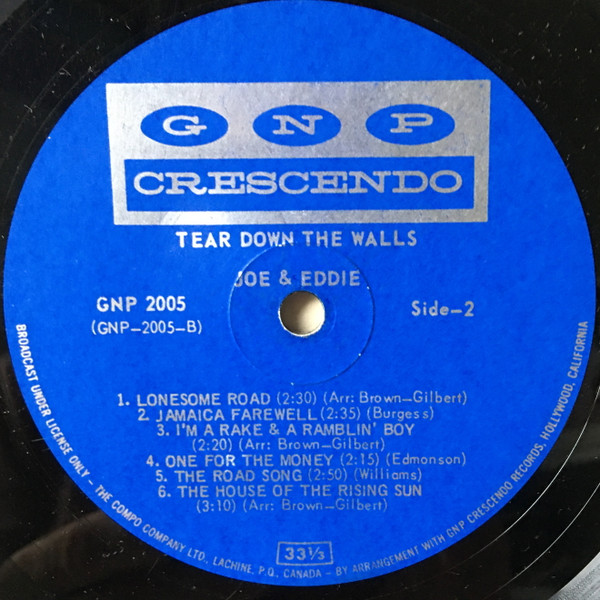 GNP
CRESCENDO
TEAR DOWN THE WALLS
JOE & EDDIE
GNP 2005
(GNP-2005-B)
Side-2
1. LONESOME ROAD (2:30) (Arr: Brown-Gilbert)
2. JAMAICA FAREWELL (2:35) (Burgess)
3. I'M A RAKE & A RAMBLIN' BOY
(2:20) (Arr: Brown-Gilbert)
4. ONE FOR THE MONEY (2:15) (Edmonson)
5. THE ROAD SONG (2:50) (Williams)
6. THE HOUSE OF THE RISING SUN
(3:10) (Arr: Brown-Gilbert)
33⅓
BROADCAST UNDER LICENSE ONLY - THE COMPO COMPANY LTD., LACHINE, P.Q., CANADA - BY ARRANGEMENT WITH GNP CRESCENDO RECORDS, HOLLYWOOD, CALIFORNIA